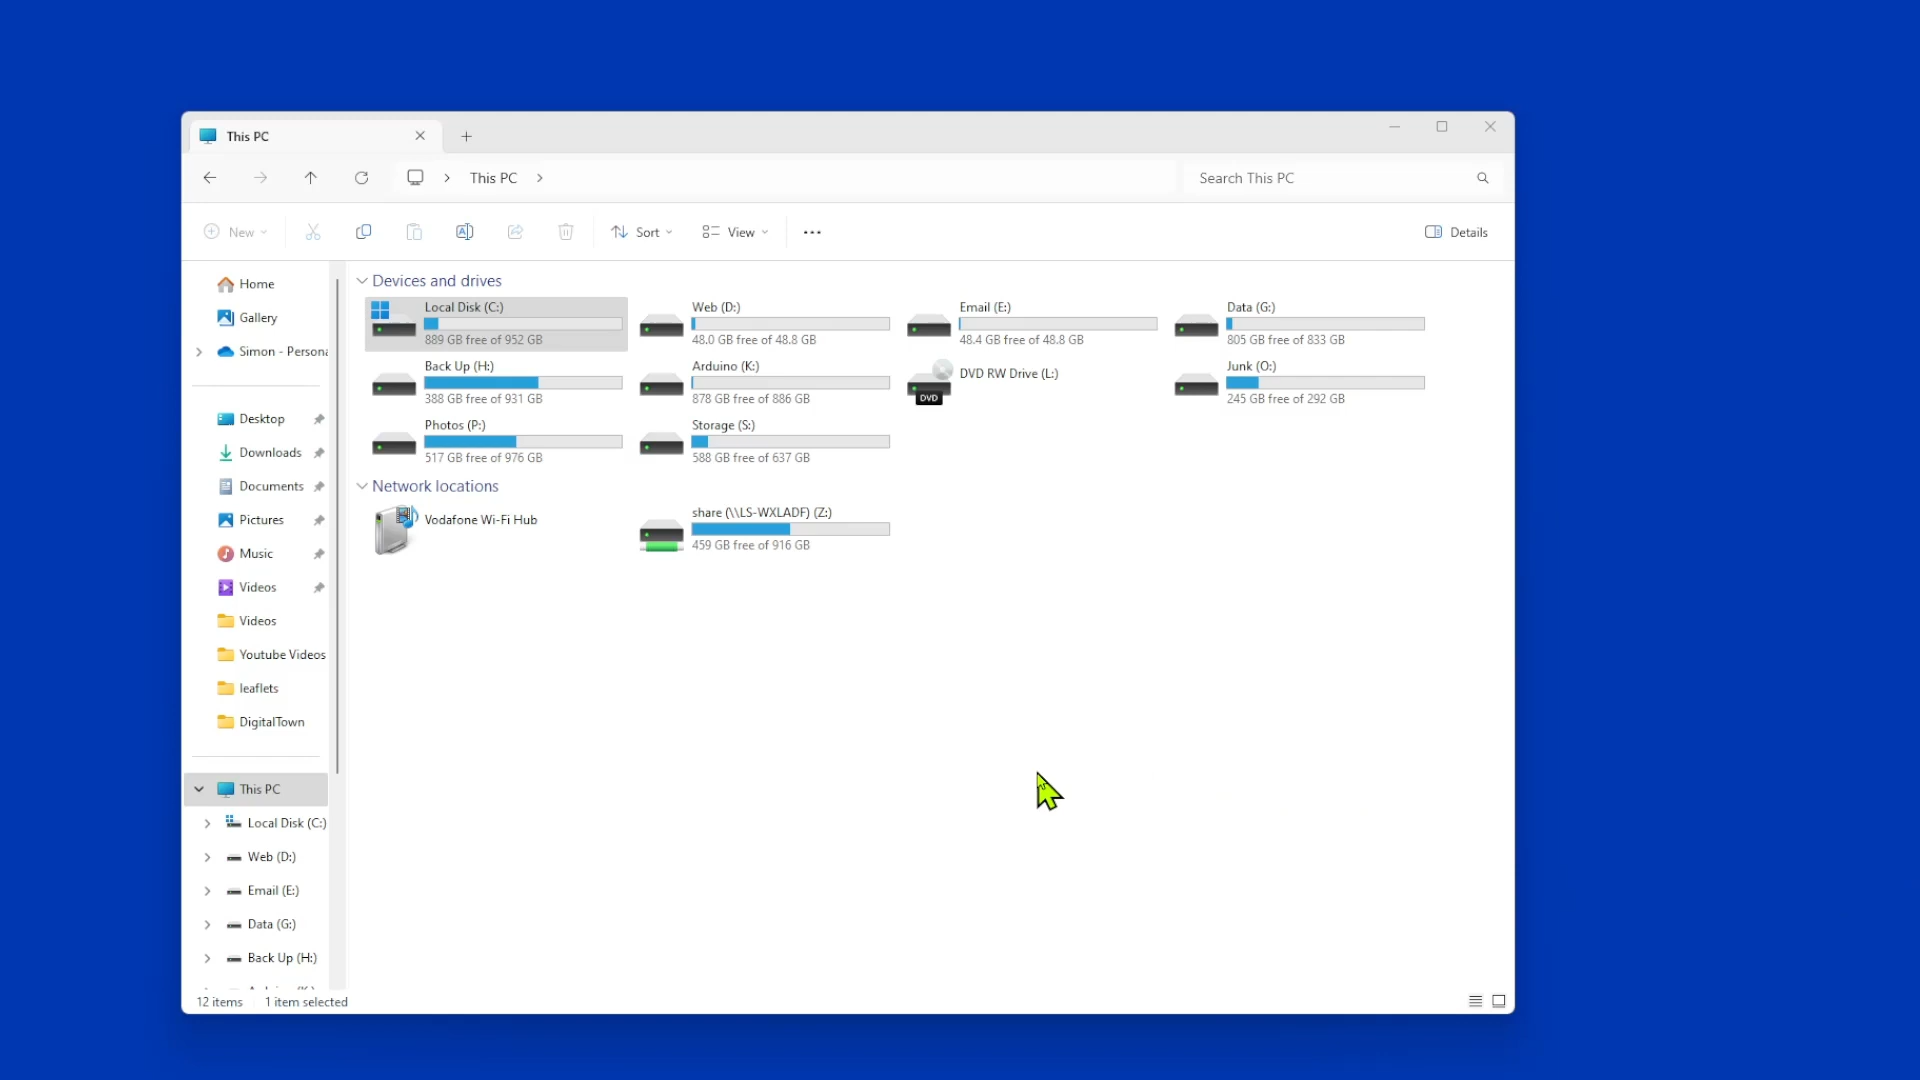 This PC
This PC
Search This PC
New
Sort
View
Details
Home
Gallery
Simon - Persona
Desktop
Downloads
Documents
Pictures
Music
Videos
Videos
Youtube Videos
leaflets
DigitalTown
This PC
Local Disk (C:)
Web (D:)
Email (E:)
Data (G:)
Back Up (H:)
Devices and drives
Local Disk (C:)
889 GB free of 952 GB
Web (D:)
48.0 GB free of 48.8 GB
Email (E:)
48.4 GB free of 48.8 GB
Data (G:)
805 GB free of 833 GB
Back Up (H:)
388 GB free of 931 GB
Arduino (K:)
878 GB free of 886 GB
DVD RW Drive (L:)
DVD
Junk (O:)
245 GB free of 292 GB
Photos (P:)
517 GB free of 976 GB
Storage (S:)
588 GB free of 637 GB
Network locations
Vodafone Wi-Fi Hub
share (\\LS-WXLADF) (Z:)
459 GB free of 916 GB
12 items
1 item selected